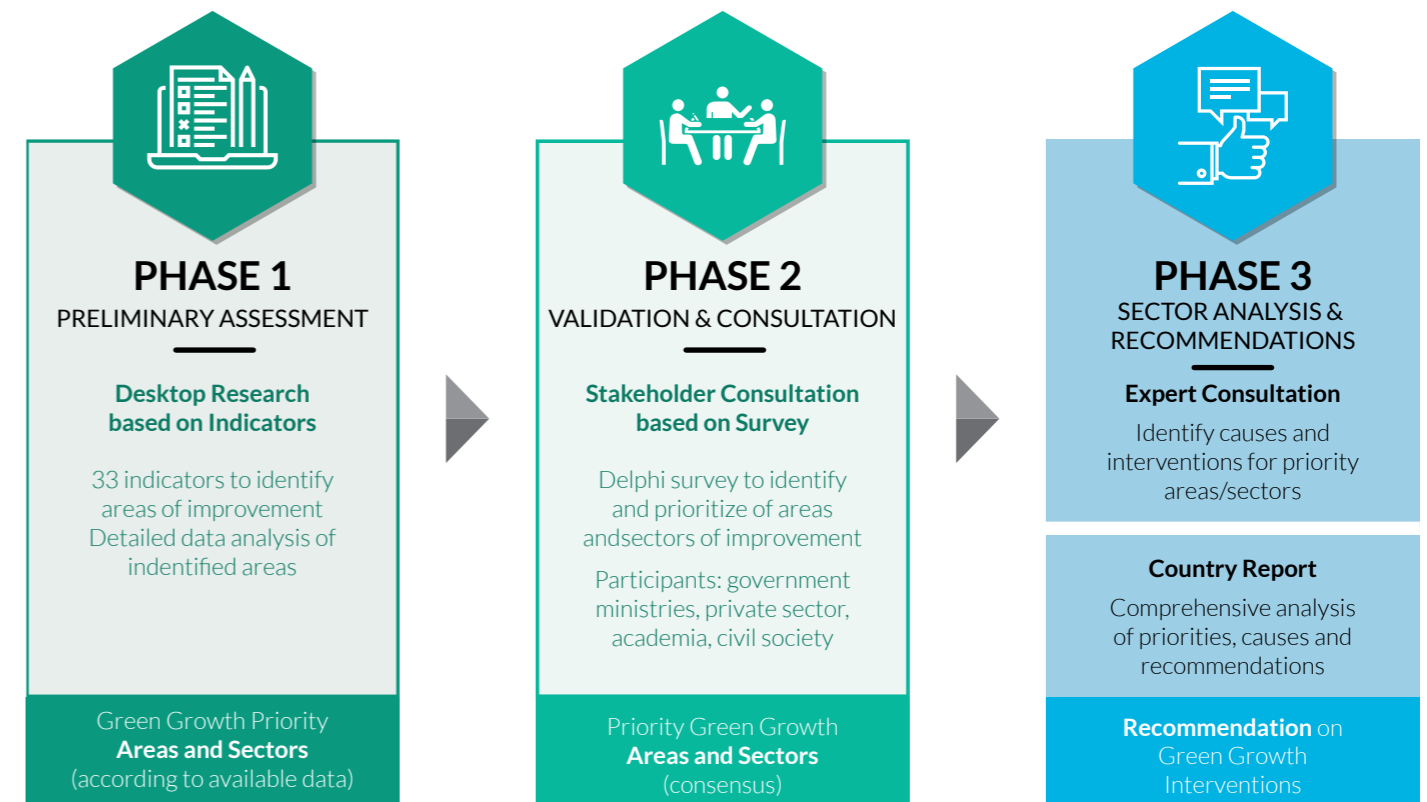 PHASE 1
PRELIMINARY ASSESSMENT
Desktop Research
based on Indicators
33 indicators to identify
areas of improvement
Detailed data analysis of
indentified areas
Green Growth Priority
Areas and Sectors
(according to available data)
PHASE 2
VALIDATION & CONSULTATION
Stakeholder Consultation
based on Survey
Delphi survey to identify
and prioritize of areas
andsectors of improvement
Participants: government
ministries, private sector,
academia, civil society
Priority Green Growth
Areas and Sectors
(consensus)
PHASE 3
SECTOR ANALYSIS &
RECOMMENDATIONS
Expert Consultation
Identify causes and
interventions for priority
areas/sectors
Country Report
Comprehensive analysis
of priorities, causes and
recommendations
Recommendation on
Green Growth
Interventions